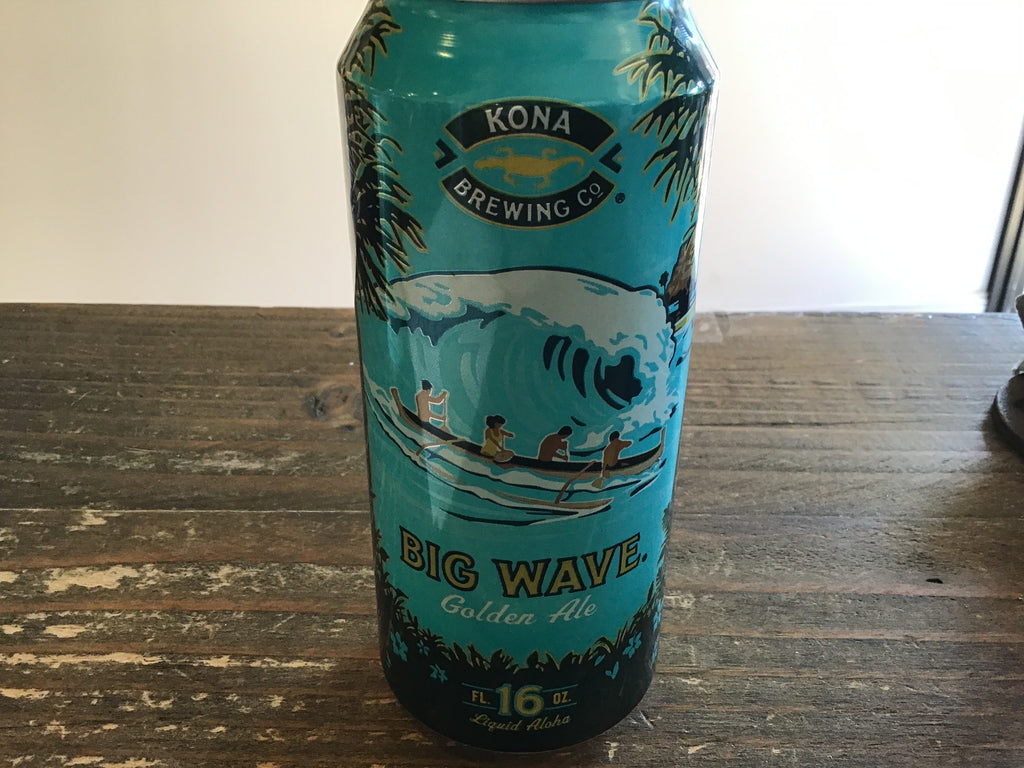 KONA
BREWING Co
®
BIG WAVE.
Golden Ale
FL. 16 OZ.
Liquid Aloha